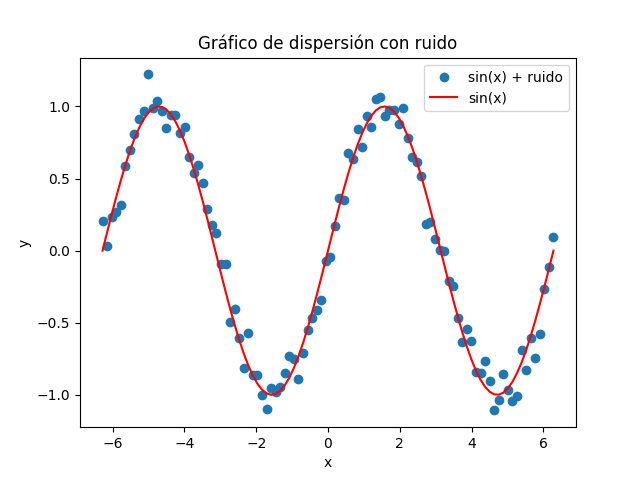 Gráfico de dispersión con ruido
sin(x) + ruido
sin(x)
1.0
0.5
0.0
−0.5
−1.0
y
−6 −4 −2 0 2 4 6
x